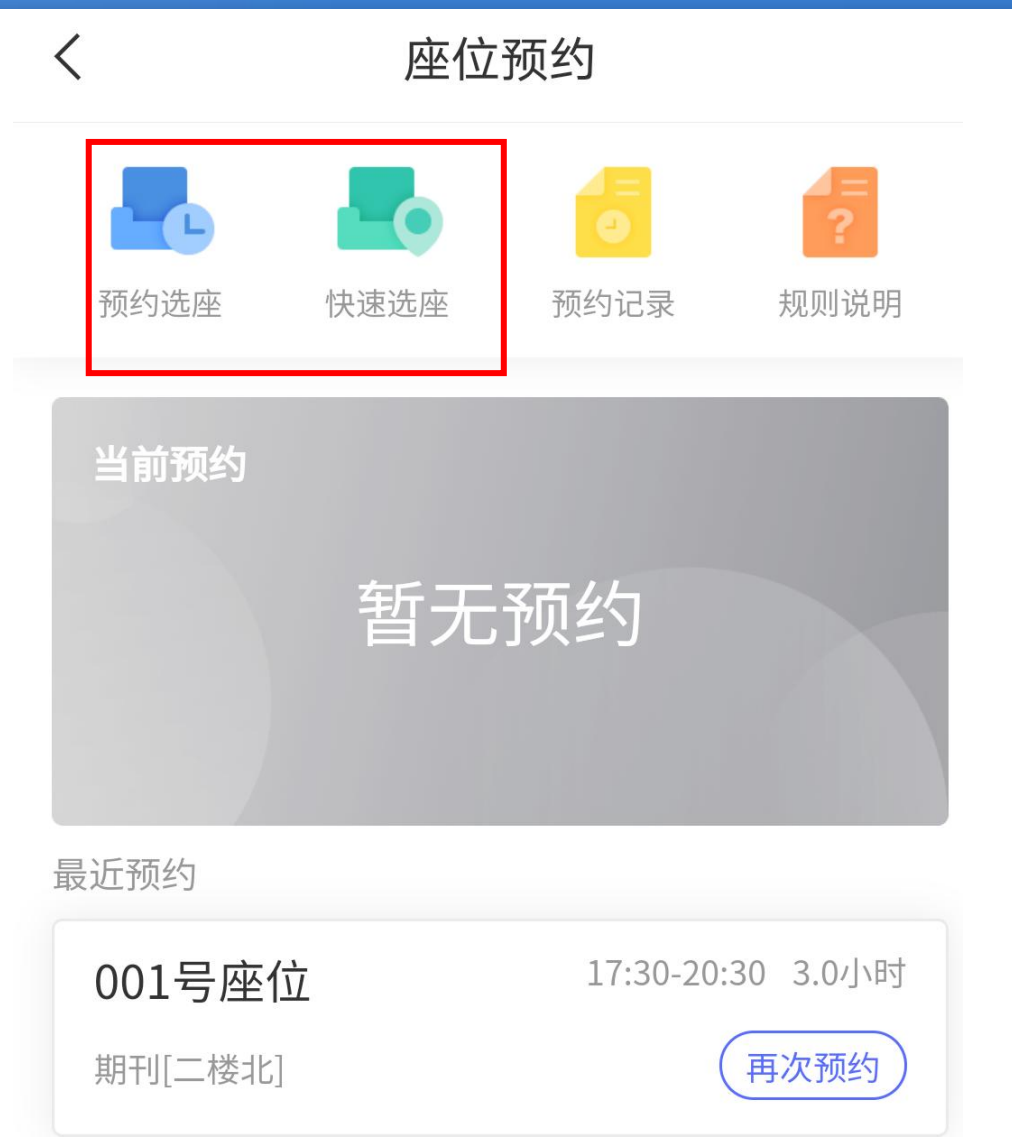 座位预约
预约选座 快速选座 预约记录 规则说明
当前预约
暂无预约
最近预约
001号座位 17:30-20:30 3.0小时
期刊[二楼北] 再次预约